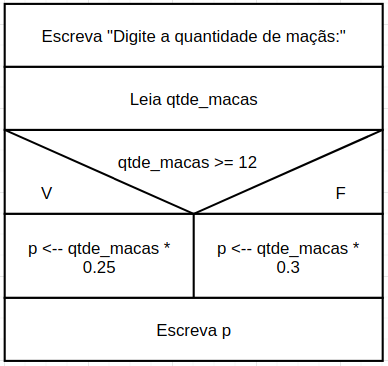 Escreva "Digite a quantidade de maçãs:"
Leia qtde_macas
qtde_macas >= 12
V
F
p <-- qtde_macas *
0.25
p <-- qtde_macas *
0.3
Escreva p